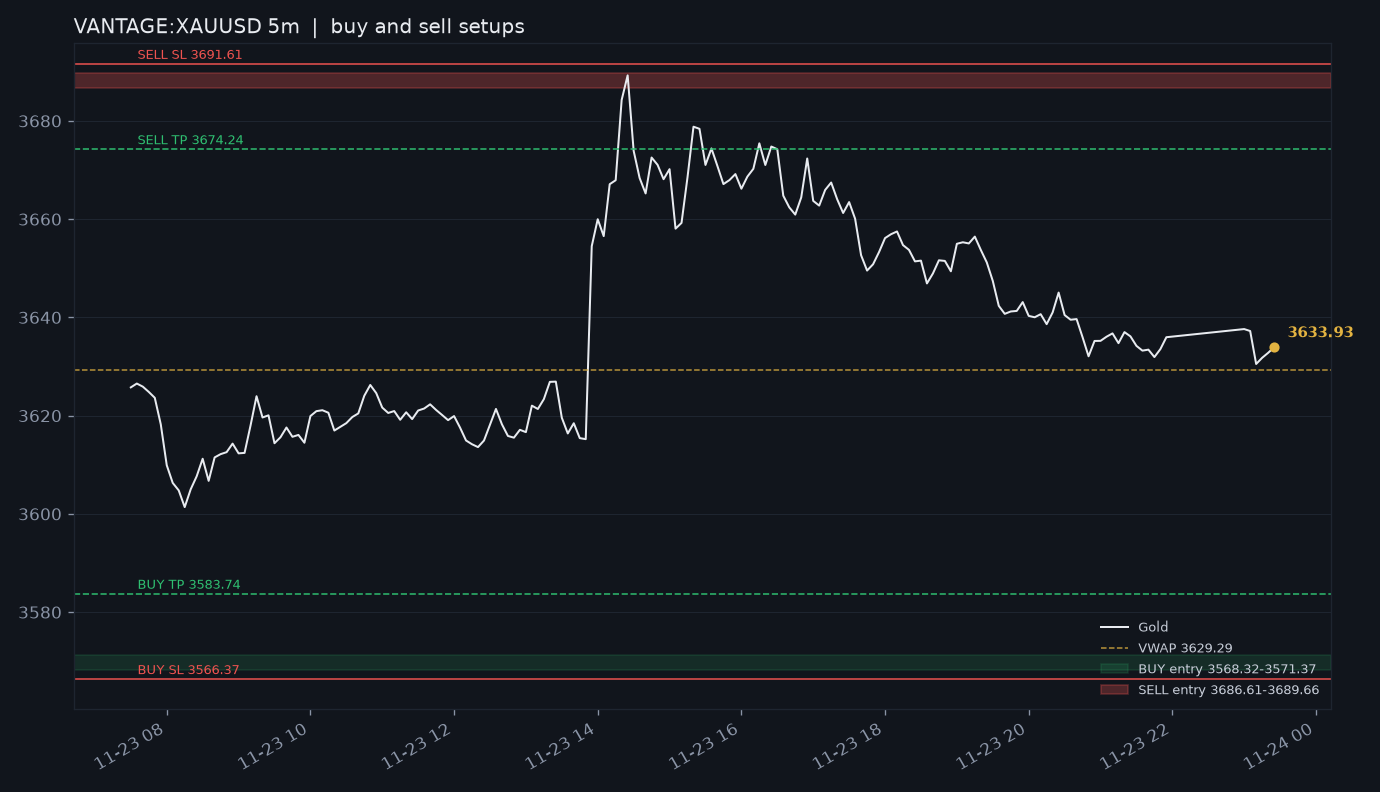 VANTAGE:XAUUSD 5m | buy and sell setups
SELL SL 3691.61
3680
SELL TP 3674.24
3660
3640
3633.93
3620
3600
BUY TP 3583.74
3580
Gold
VWAP 3629.29
BUY SL 3566.37
BUY entry 3568.32-3571.37
SELL entry 3686.61-3689.66
11-23 08
11-23 10
11-23 12
11-23 14
11-23 16
11-23 18
11-23 20
11-23 22
11-24 00